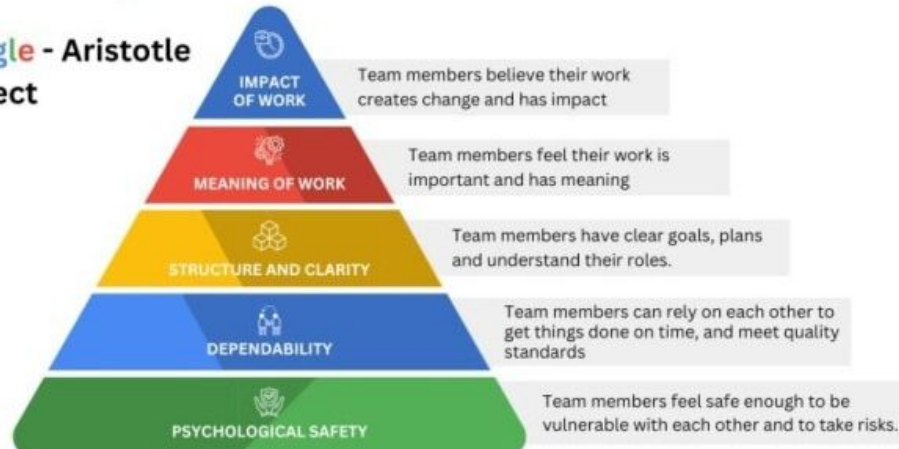 gle - Aristotle
ect
IMPACT
OF WORK
Team members believe their work
creates change and has impact
MEANING OF WORK
Team members feel their work is
important and has meaning
STRUCTURE AND CLARITY
Team members have clear goals, plans
and understand their roles.
DEPENDABILITY
Team members can rely on each other to
get things done on time, and meet quality
standards
PSYCHOLOGICAL SAFETY
Team members feel safe enough to be
vulnerable with each other and to take risks.